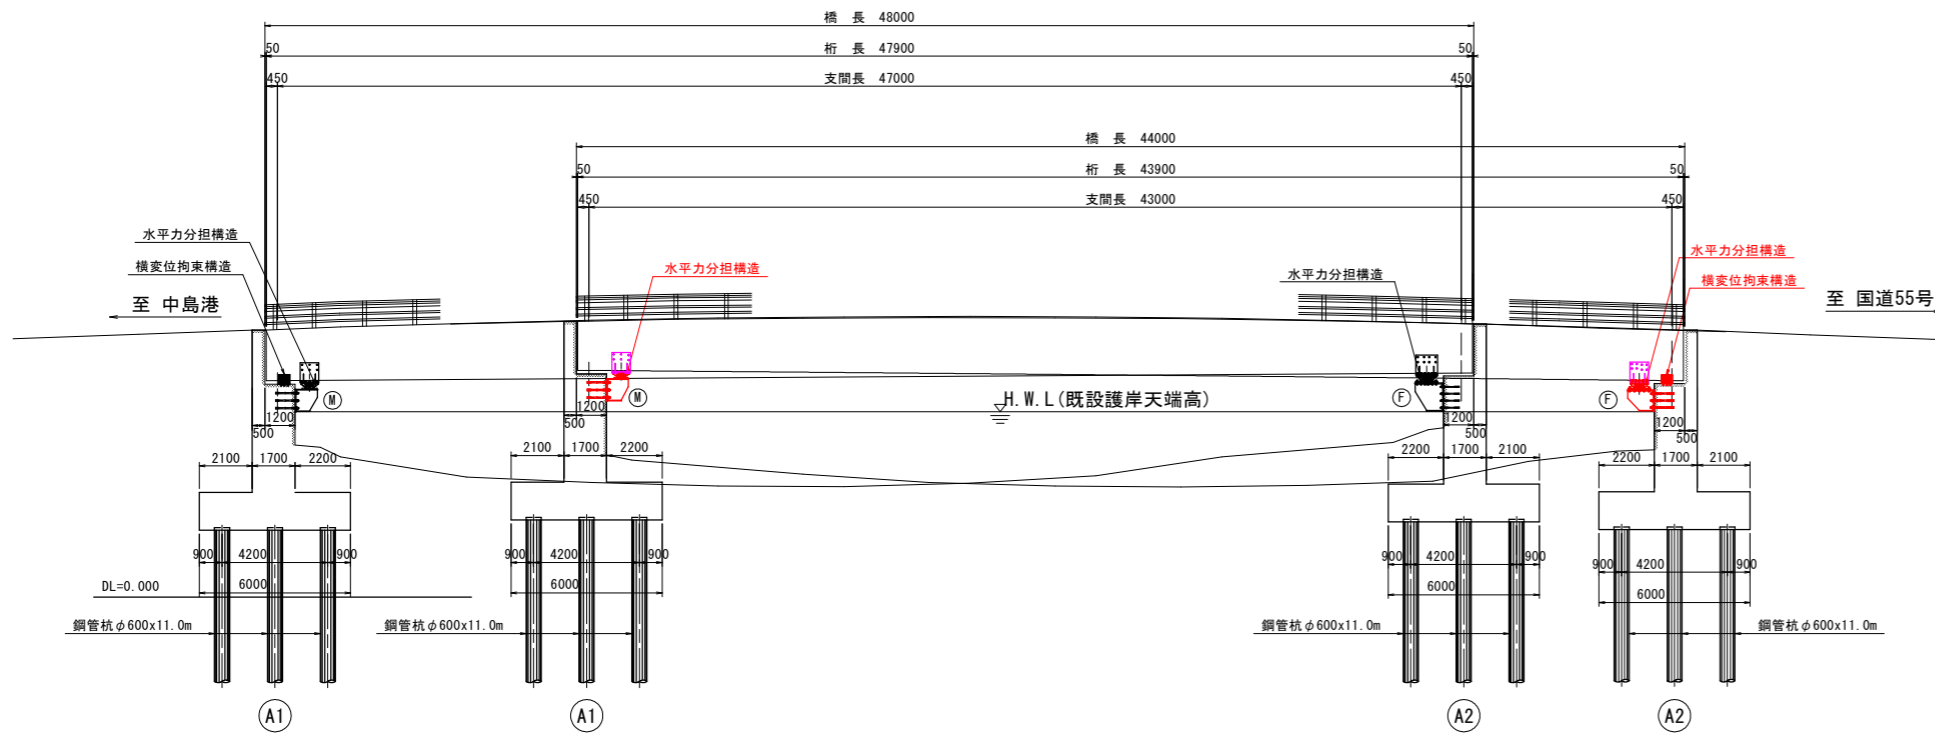 橋 長 48000
50 桁 長 47900 50
450 支間長 47000 450
橋 長 44000
50 桁 長 43900 50
450 支間長 43000 450
水平力分担構造
横変位拘束構造
水平力分担構造
水平力分担構造
水平力分担構造
横変位拘束構造
至 中島港
至 国道55号
M
M
F
F
H.W.L(既設護岸天端高)
1200
500
1200
500
1200
500
1200
500
2100 1700 2200
2100 1700 2200
2200 1700 2100
2200 1700 2100
900 4200 900
900 4200 900
900 4200 900
900 4200 900
6000
6000
6000
6000
DL=0.000
鋼管杭φ600x11.0m
鋼管杭φ600x11.0m
鋼管杭φ600x11.0m
鋼管杭φ600x11.0m
A1
A1
A2
A2